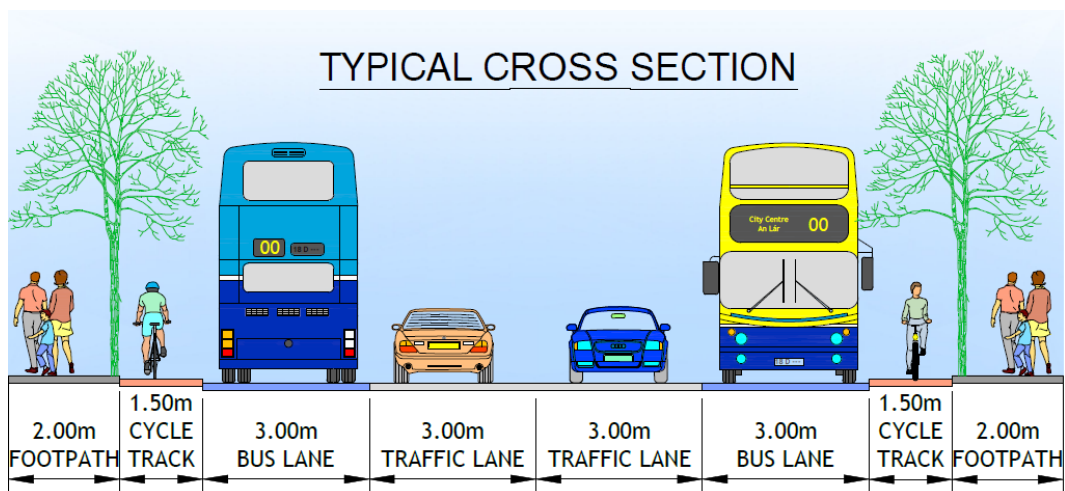 TYPICAL CROSS SECTION
City Centre
An Lár
00
00
18 D
18 D
2.00m
FOOTPATH
1.50m
CYCLE
TRACK
3.00m
BUS LANE
3.00m
TRAFFIC LANE
3.00m
TRAFFIC LANE
3.00m
BUS LANE
1.50m
CYCLE
TRACK
2.00m
FOOTPATH